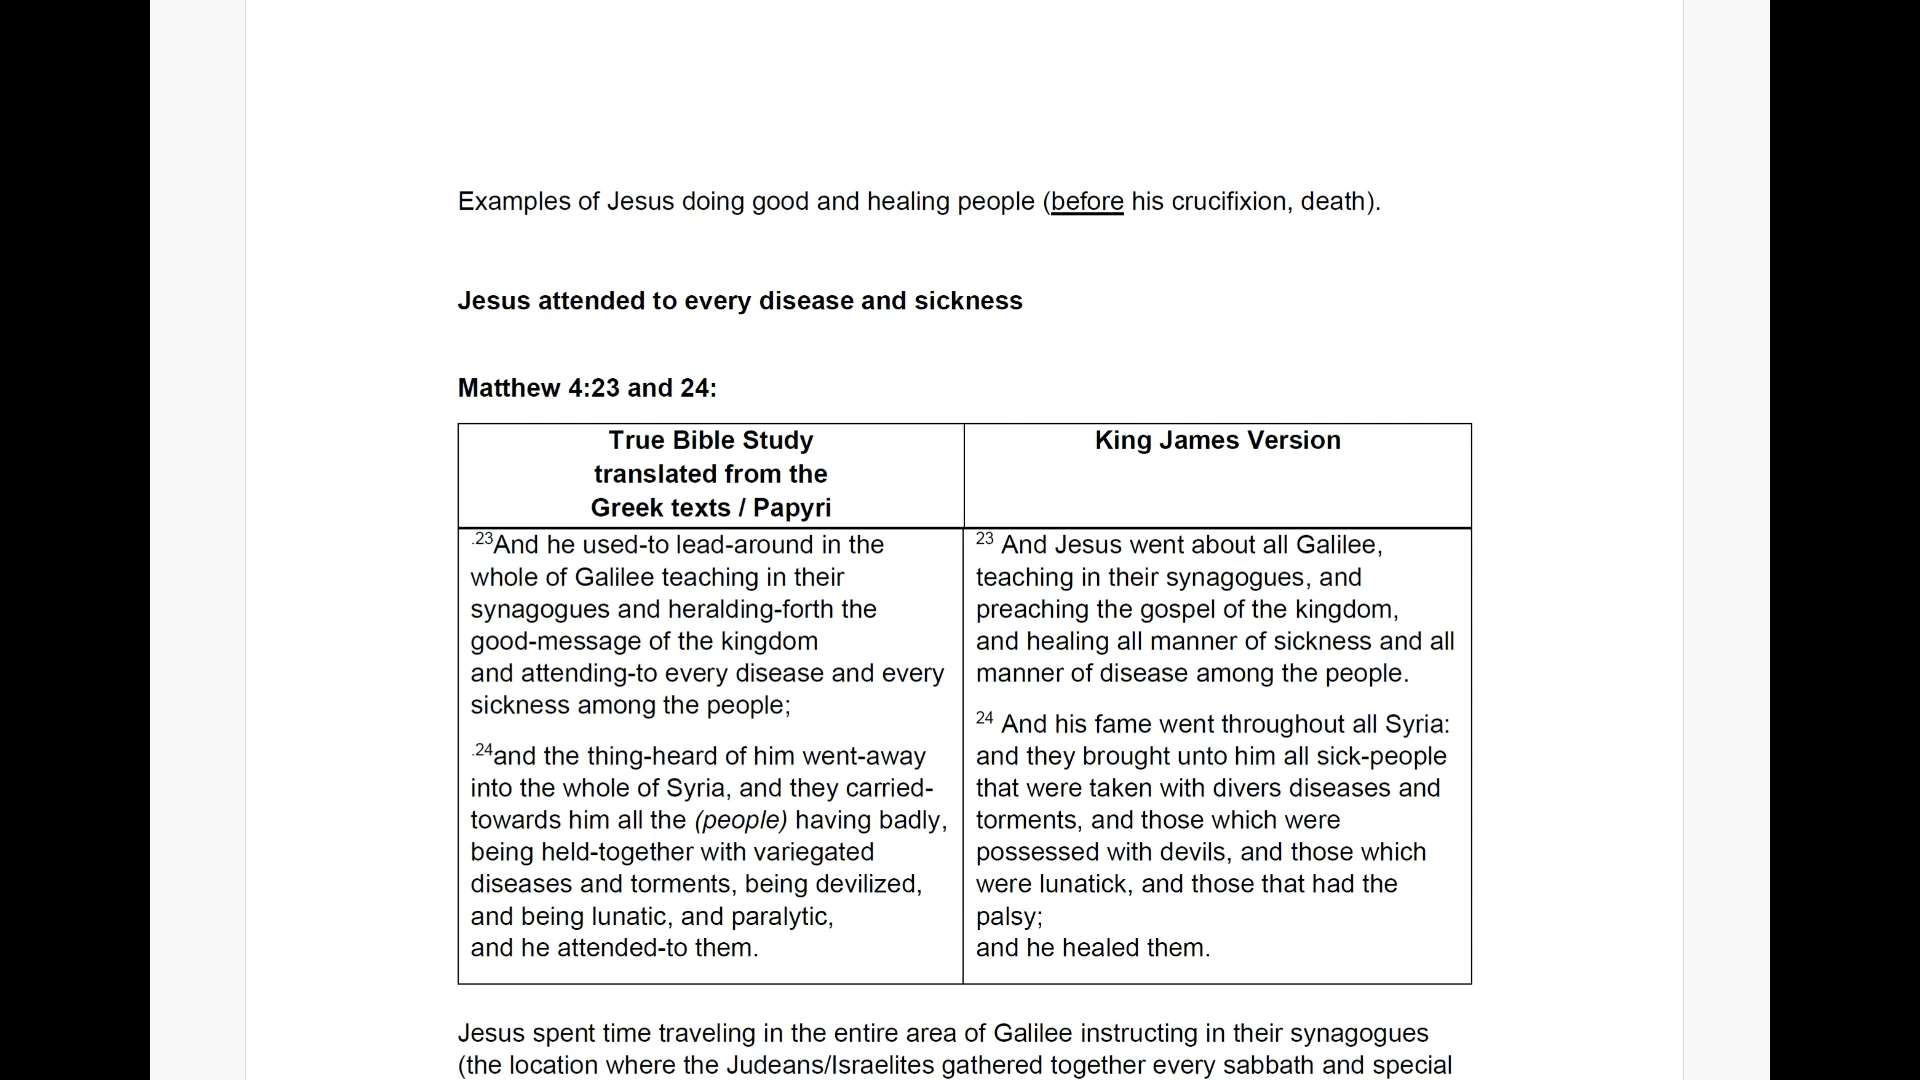 Examples of Jesus doing good and healing people (before his crucifixion, death).
Jesus attended to every disease and sickness
Matthew 4:23 and 24:
True Bible Study
translated from the
Greek texts / Papyri
.23And he used-to lead-around in the
whole of Galilee teaching in their
synagogues and heralding-forth the
good-message of the kingdom
and attending-to every disease and every
sickness among the people;
.24and the thing-heard of him went-away
into the whole of Syria, and they carried-
towards him all the (people) having badly,
being held-together with variegated
diseases and torments, being devilized,
and being lunatic, and paralytic,
and he attended-to them.
King James Version
23 And Jesus went about all Galilee,
teaching in their synagogues, and
preaching the gospel of the kingdom,
and healing all manner of sickness and all
manner of disease among the people.
24 And his fame went throughout all Syria:
and they brought unto him all sick-people
that were taken with divers diseases and
torments, and those which were
possessed with devils, and those which
were lunatick, and those that had the
palsy;
and he healed them.
Jesus spent time traveling in the entire area of Galilee instructing in their synagogues
(the location where the Judeans/Israelites gathered together every sabbath and special